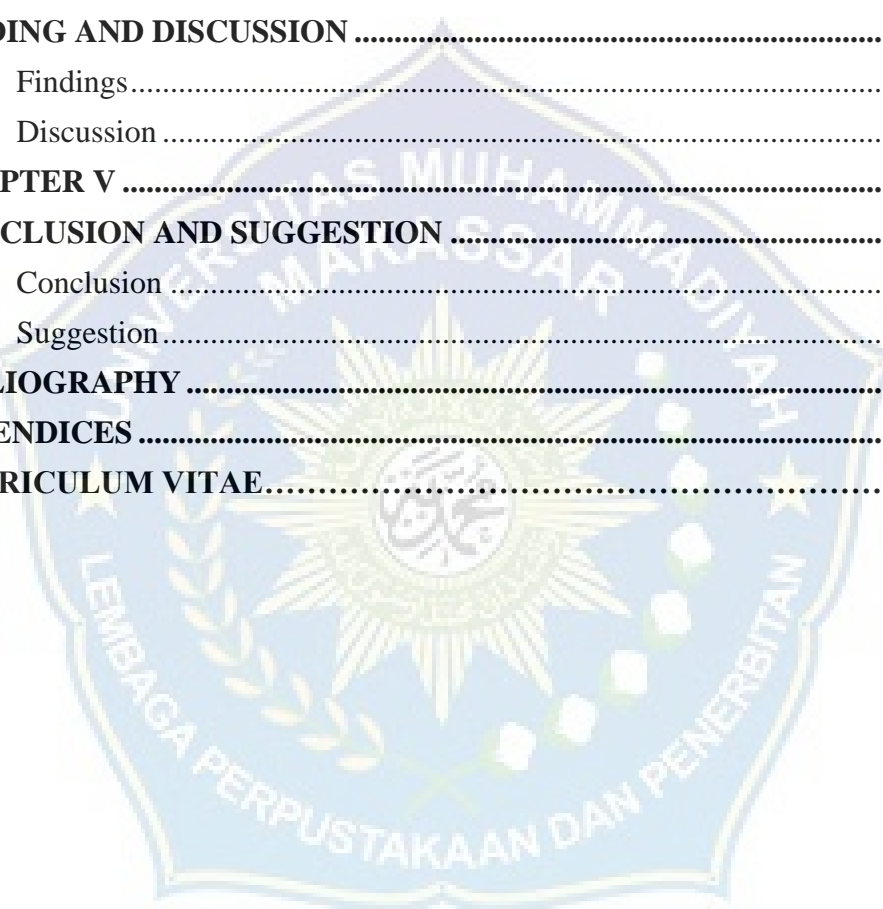 DING AND DISCUSSION ..........................................................................
Findings..............................................................................................
Discussion ..........................................................................................
PTER V ................................................................................................
CLUSION AND SUGGESTION ......................................................
Conclusion .........................................................................................
Suggestion..........................................................................................
LIOGRAPHY .......................................................................................
ENDICES .............................................................................................
RICULUM VITAE…………………………….………………………
UNIVERSITAS MUHAMMADIYAH
MAKASSAR
LEMBAGA PERPUSTAKAAN DAN PENERBITAN